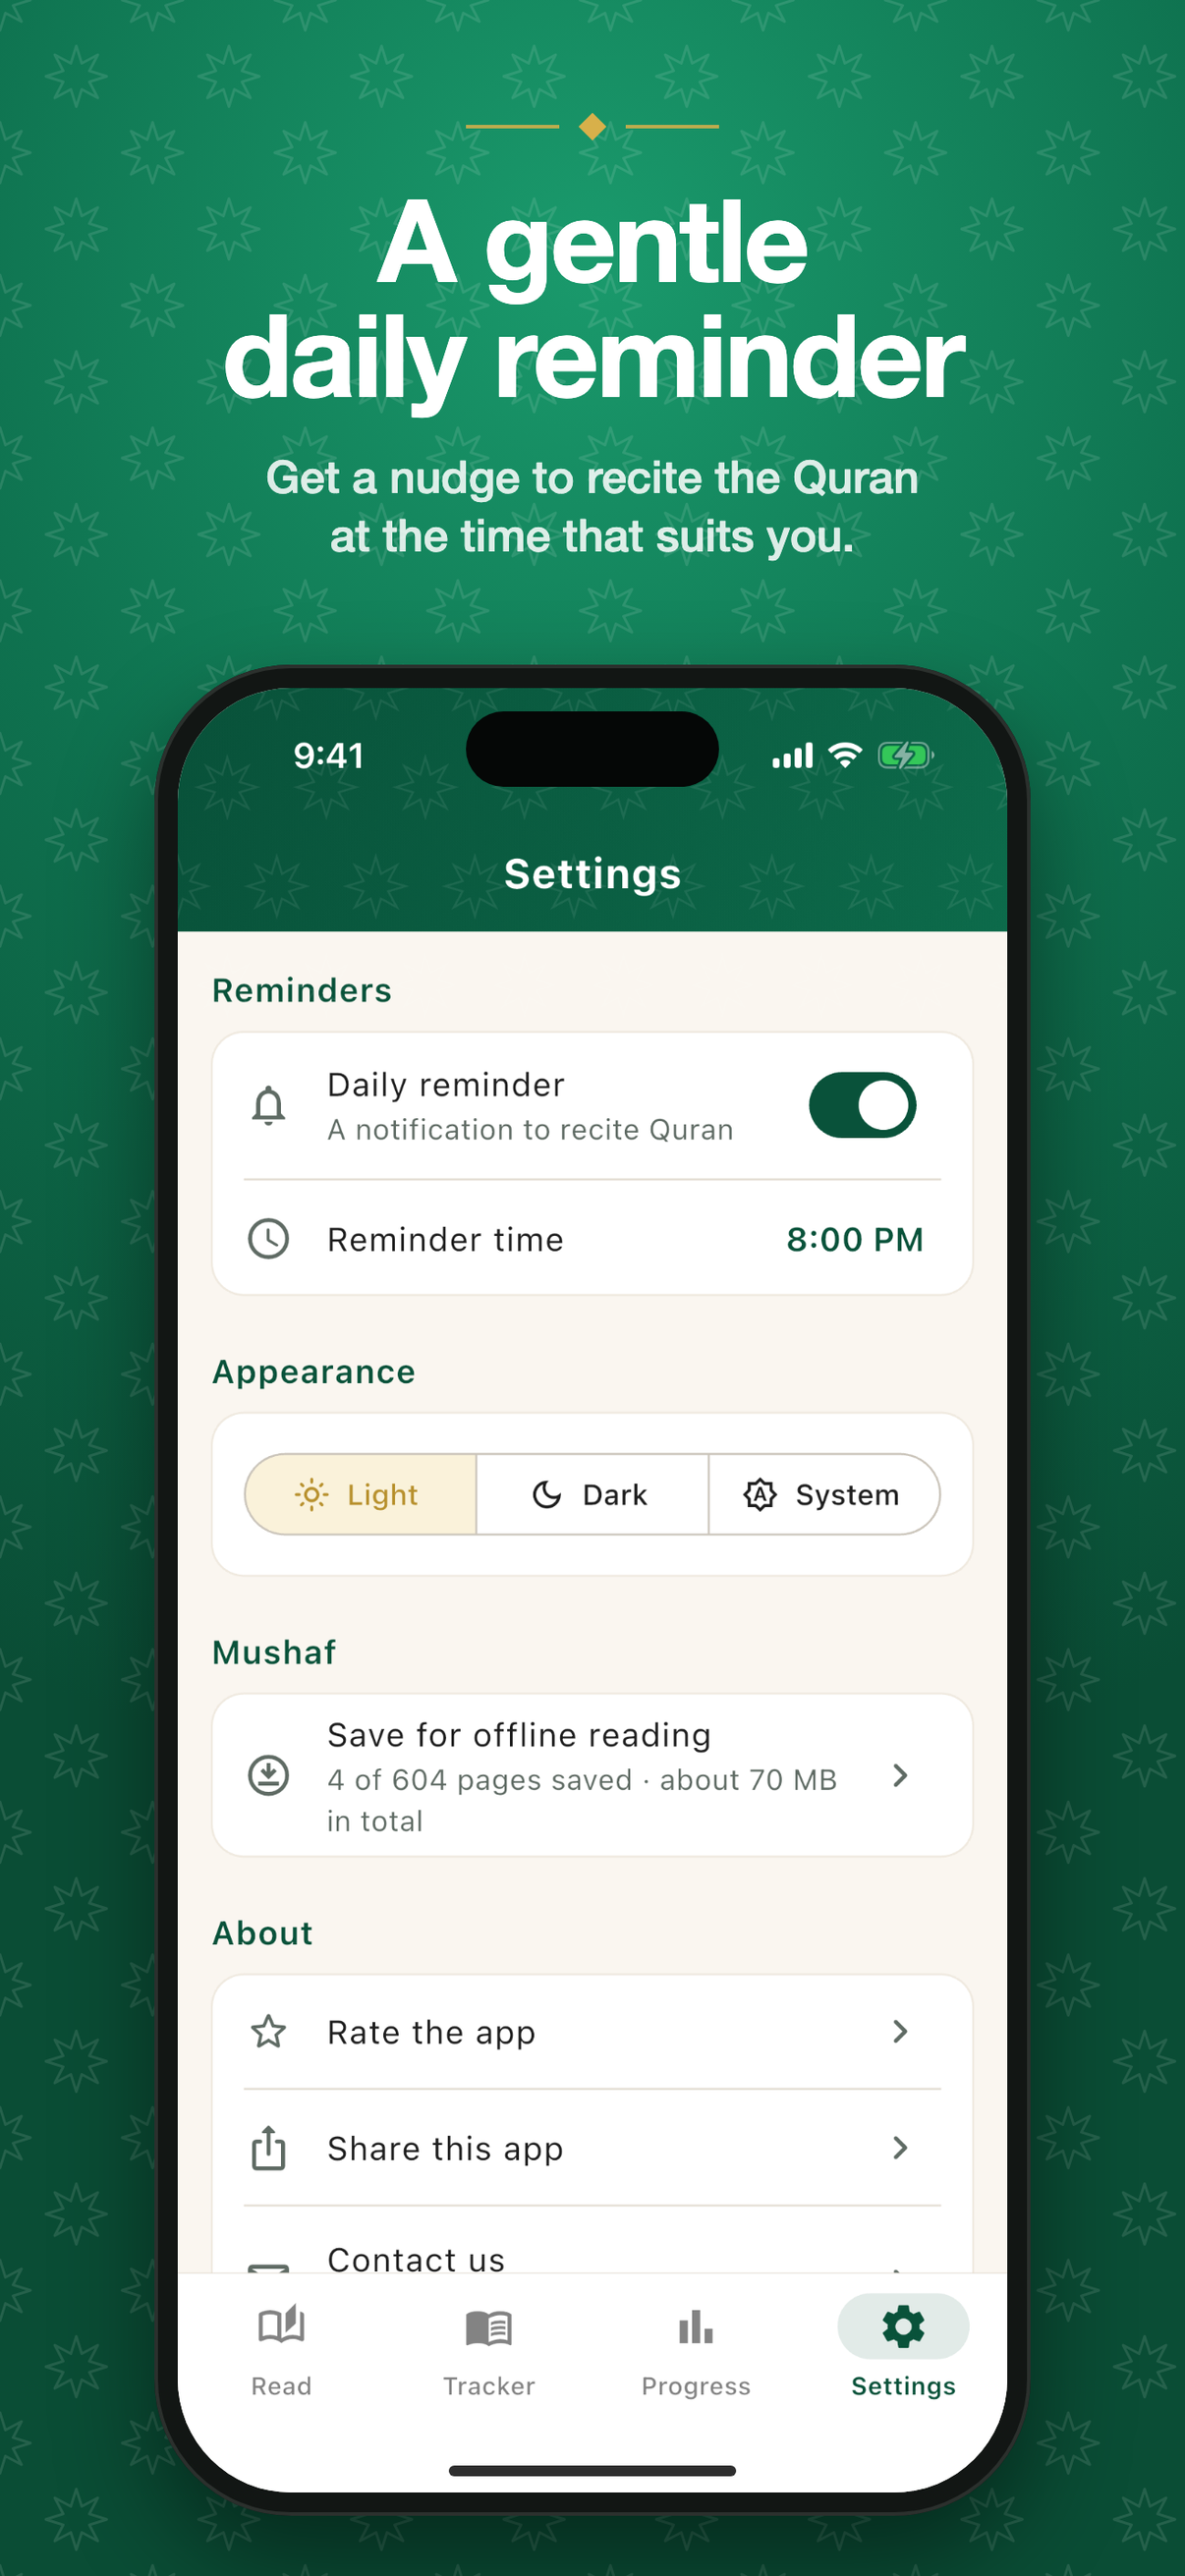 A gentle
daily reminder
Get a nudge to recite the Quran
at the time that suits you.
9:41
Settings
Reminders
Daily reminder
A notification to recite Quran
Reminder time 8:00 PM
Appearance
Light Dark System
Mushaf
Save for offline reading
4 of 604 pages saved · about 70 MB
in total
About
Rate the app
Share this app
Contact us
Read Tracker Progress Settings